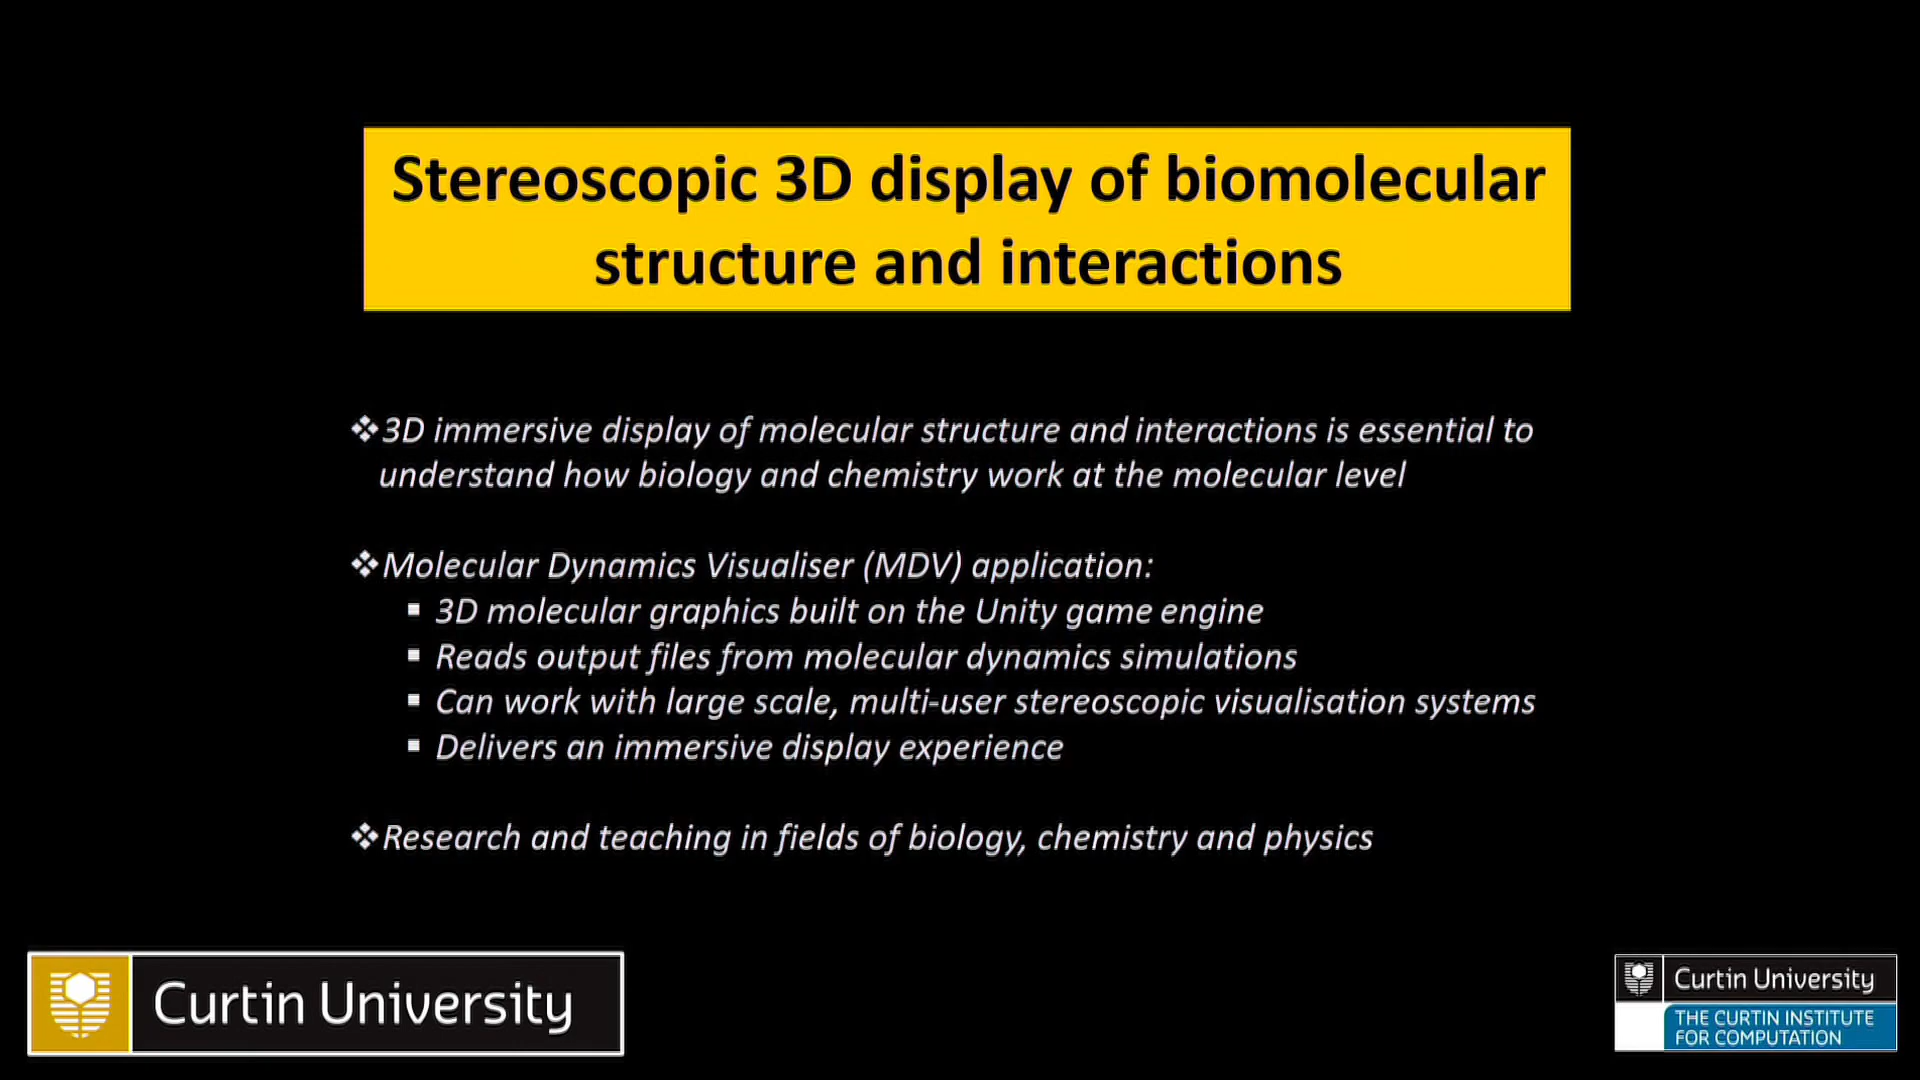 Stereoscopic 3D display of biomolecular
structure and interactions
❖3D immersive display of molecular structure and interactions is essential to
understand how biology and chemistry work at the molecular level
❖Molecular Dynamics Visualiser (MDV) application:
▪ 3D molecular graphics built on the Unity game engine
▪ Reads output files from molecular dynamics simulations
▪ Can work with large scale, multi-user stereoscopic visualisation systems
▪ Delivers an immersive display experience
❖Research and teaching in fields of biology, chemistry and physics
Curtin University
Curtin University
THE CURTIN INSTITUTE
FOR COMPUTATION